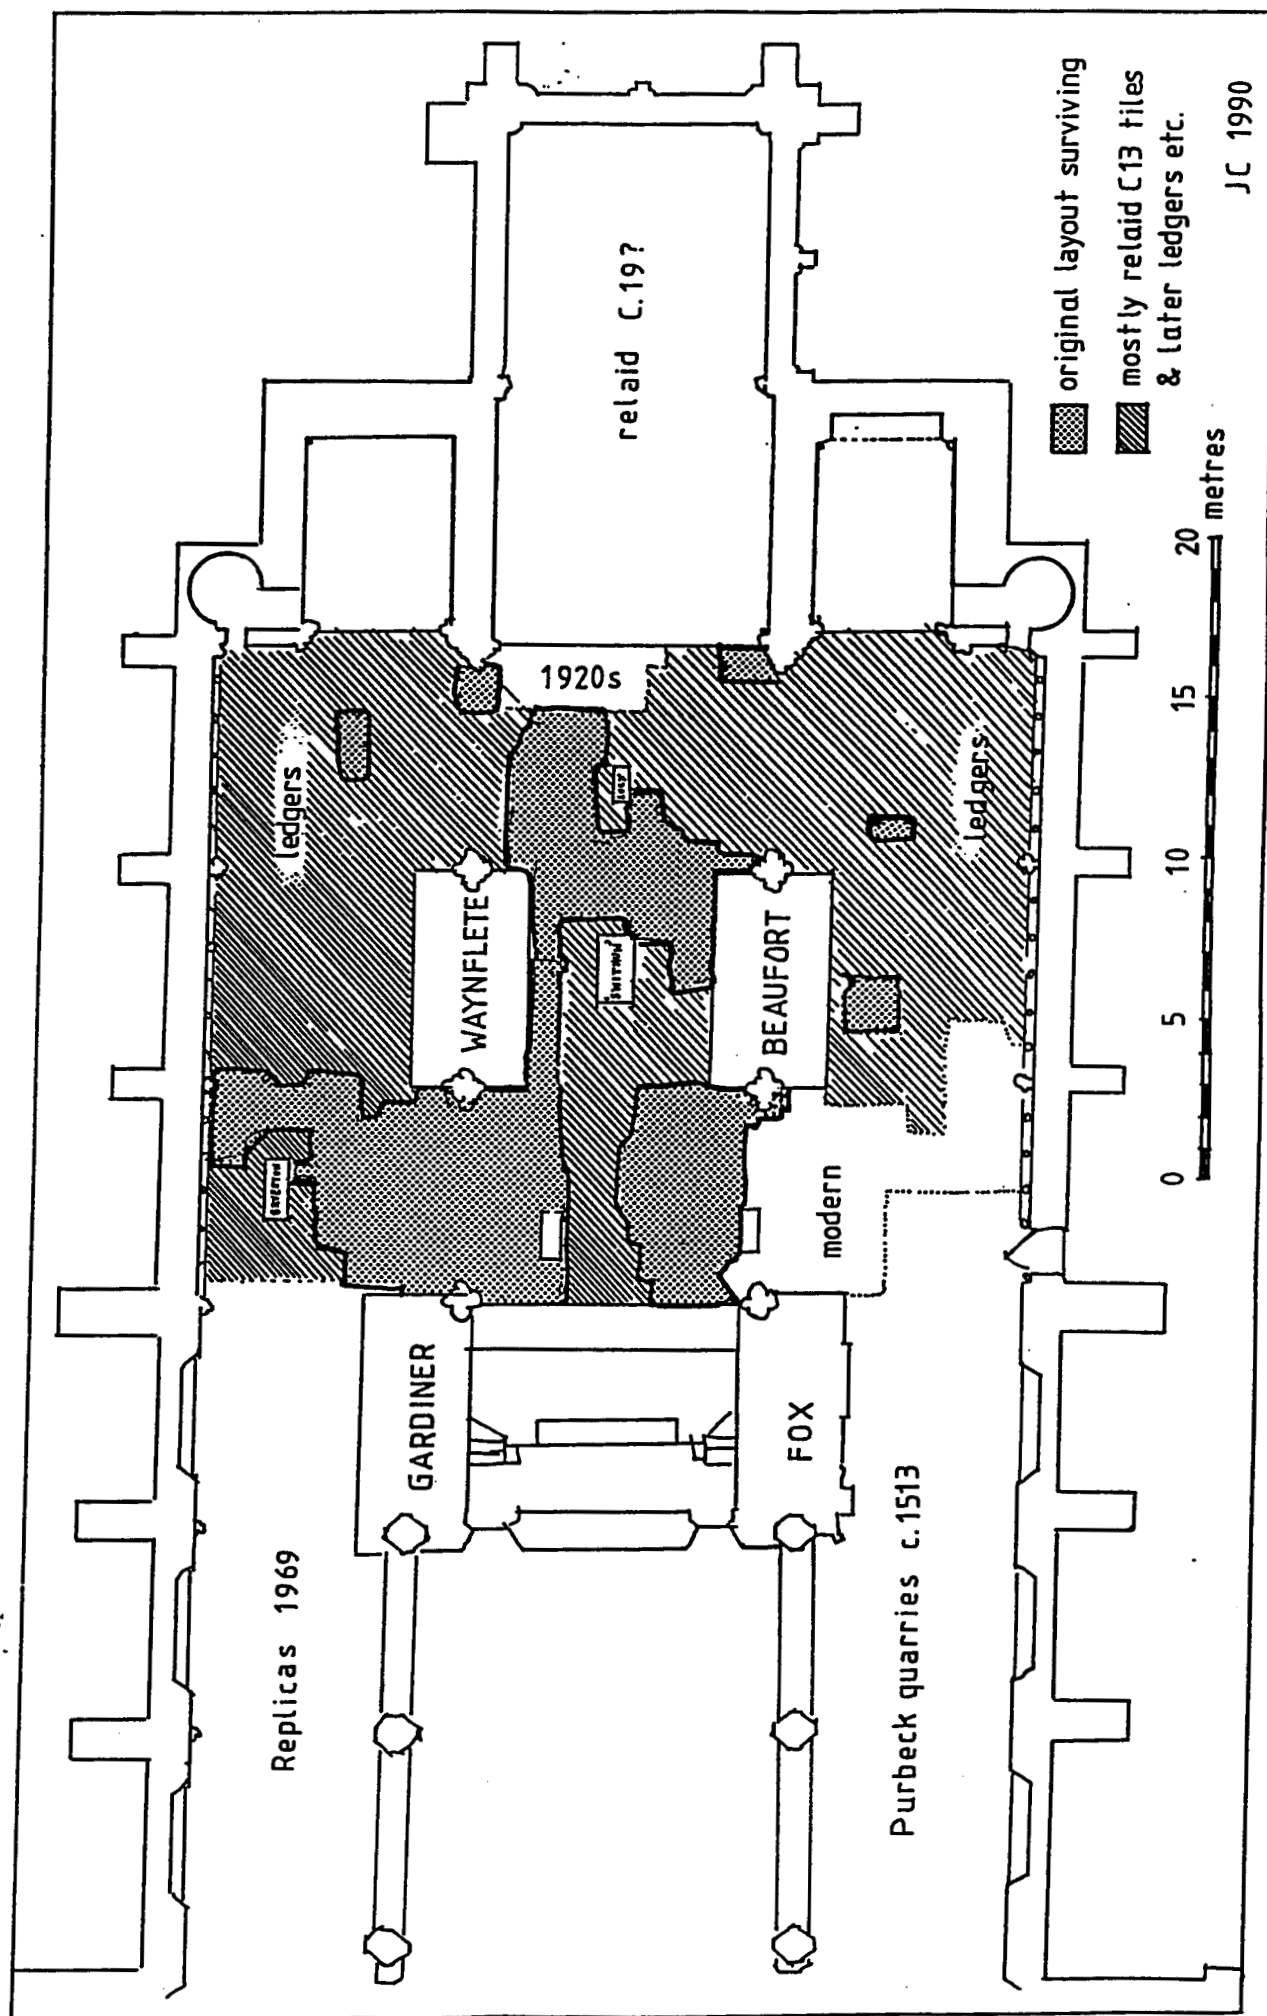 relaid C.19?
1920s
ledgers
ledgers
WAYNFLETE
SWITHUN
BEAUFORT
modern
GARDINER
FOX
Replicas 1969
Purbeck quarries c.1513
original layout surviving
mostly relaid C13 tiles
& later ledgers etc.
JC 1990
0 5 10 15 20 metres